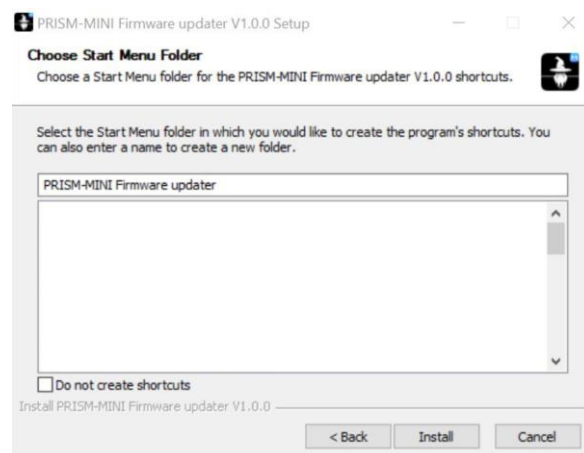 PRISM-MINI Firmware updater V1.0.0 Setup
Choose Start Menu Folder
Choose a Start Menu folder for the PRISM-MINI Firmware updater V1.0.0 shortcuts.
Select the Start Menu folder in which you would like to create the program's shortcuts. You
can also enter a name to create a new folder.
PRISM-MINI Firmware updater
Do not create shortcuts
Install PRISM-MINI Firmware updater V1.0.0
< Back
Install
Cancel